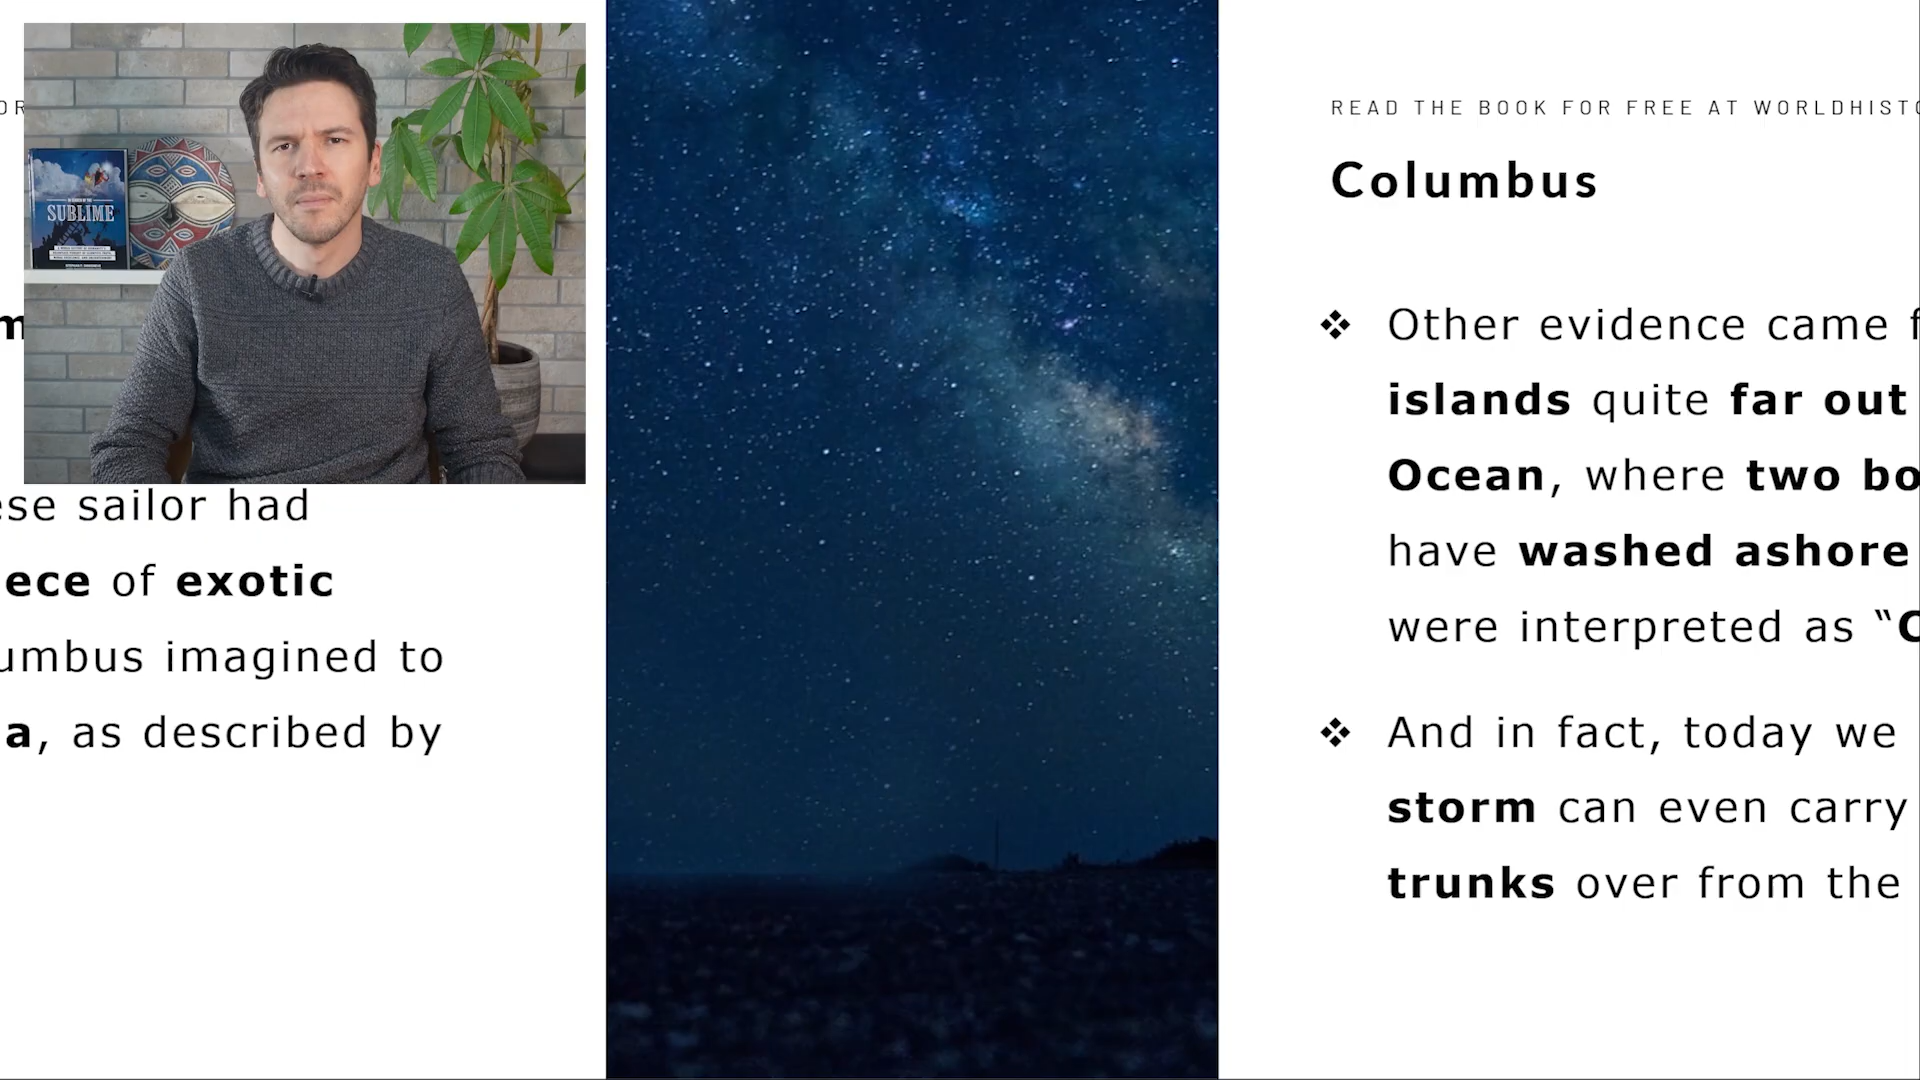 OR
READ THE BOOK FOR FREE AT WORLDHISTO
Columbus
SUBLIME
m
ese sailor had
ece of exotic
umbus imagined to
a, as described by
❖ Other evidence came f
islands quite far out
Ocean, where two bo
have washed ashore
were interpreted as “C
❖ And in fact, today we
storm can even carry
trunks over from the